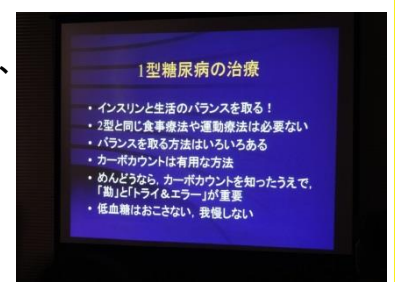 、
1型糖尿病の治療
・インスリンと生活のバランスを取る！
・2型と同じ食事療法や運動療法は必要ない
・バランスを取る方法はいろいろある
・カーボカウントは有用な方法
・めんどうなら，カーボカウントを知ったうえで，
「勘」と「トライ＆エラー」が重要
・低血糖はおこさない，我慢しない